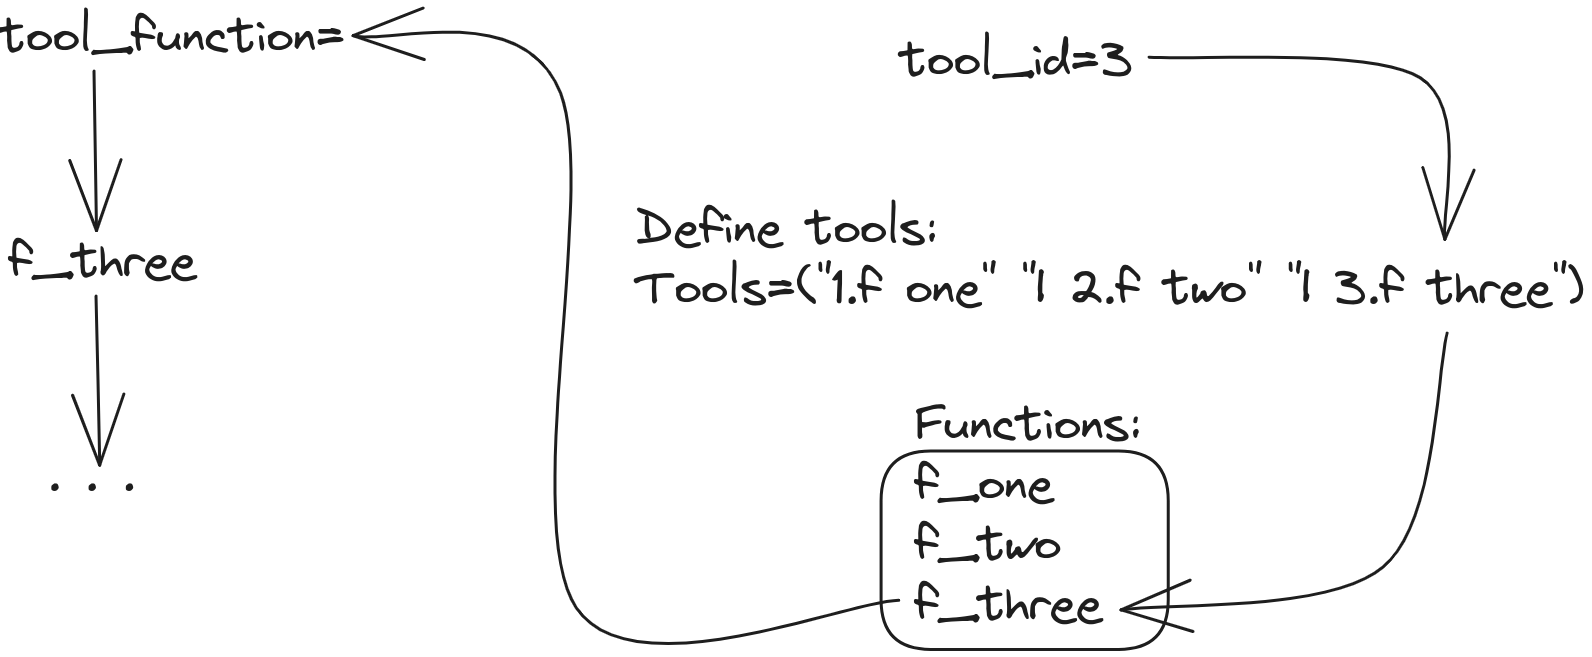 tool_function=
tool_id=3
Define tools:
Tools=("1.f one" "| 2.f two" "| 3.f three")
f_three
Functions:
f_one
f_two
f_three
. . .